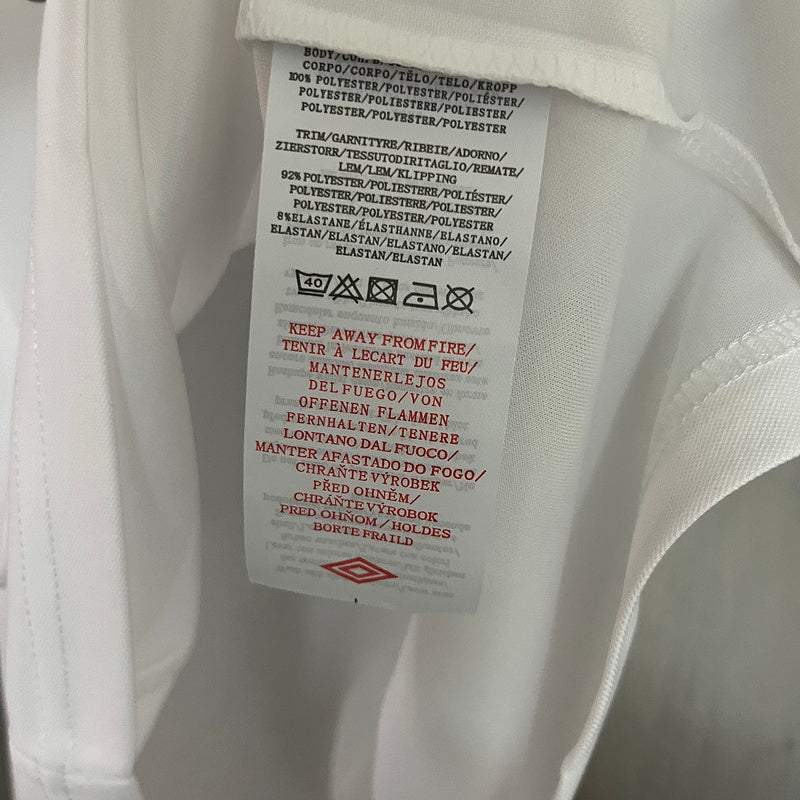 CORPO/CORPO/TĚLO/TELO/KROPP
100% POLYESTER/POLYESTER/POLIÉSTER/
POLYESTER/POLIESTERE/POLIESTER/
POLYESTER/POLYESTER/POLYESTER
TRIM/GARNITYRE/RIBEIE/ADORNO/
ZIERSTORR/TESSUTODIRITAGLIO/REMATE/
LEM/LEM/KLIPPING
92% POLYESTER/POLIESTERE/POLIÉSTER/
POLYESTER/POLIESTERE/POLIESTER/
POLYESTER/POLYESTER/POLYESTER
8%ELASTANE/ÉLASTHANNE/ELASTANO/
ELASTAN/ELASTAN/ELASTANO/ELASTAN/
ELASTAN/ELASTAN
40
KEEP AWAY FROM FIRE/
TENIR À LECART DU FEU/
MANTENERLEJOS
DEL FUEGO/VON
OFFENEN FLAMMEN
FERNHALTEN/TENERE
LONTANO DAL FUOCO/
MANTER AFASTADO DO FOGO/
CHRAŇTE VÝROBEK
PŘED OHNĚM/
CHRÁŇTE VÝROBOK
PRED OHŇOM/HOLDES
BORTE FRAILD